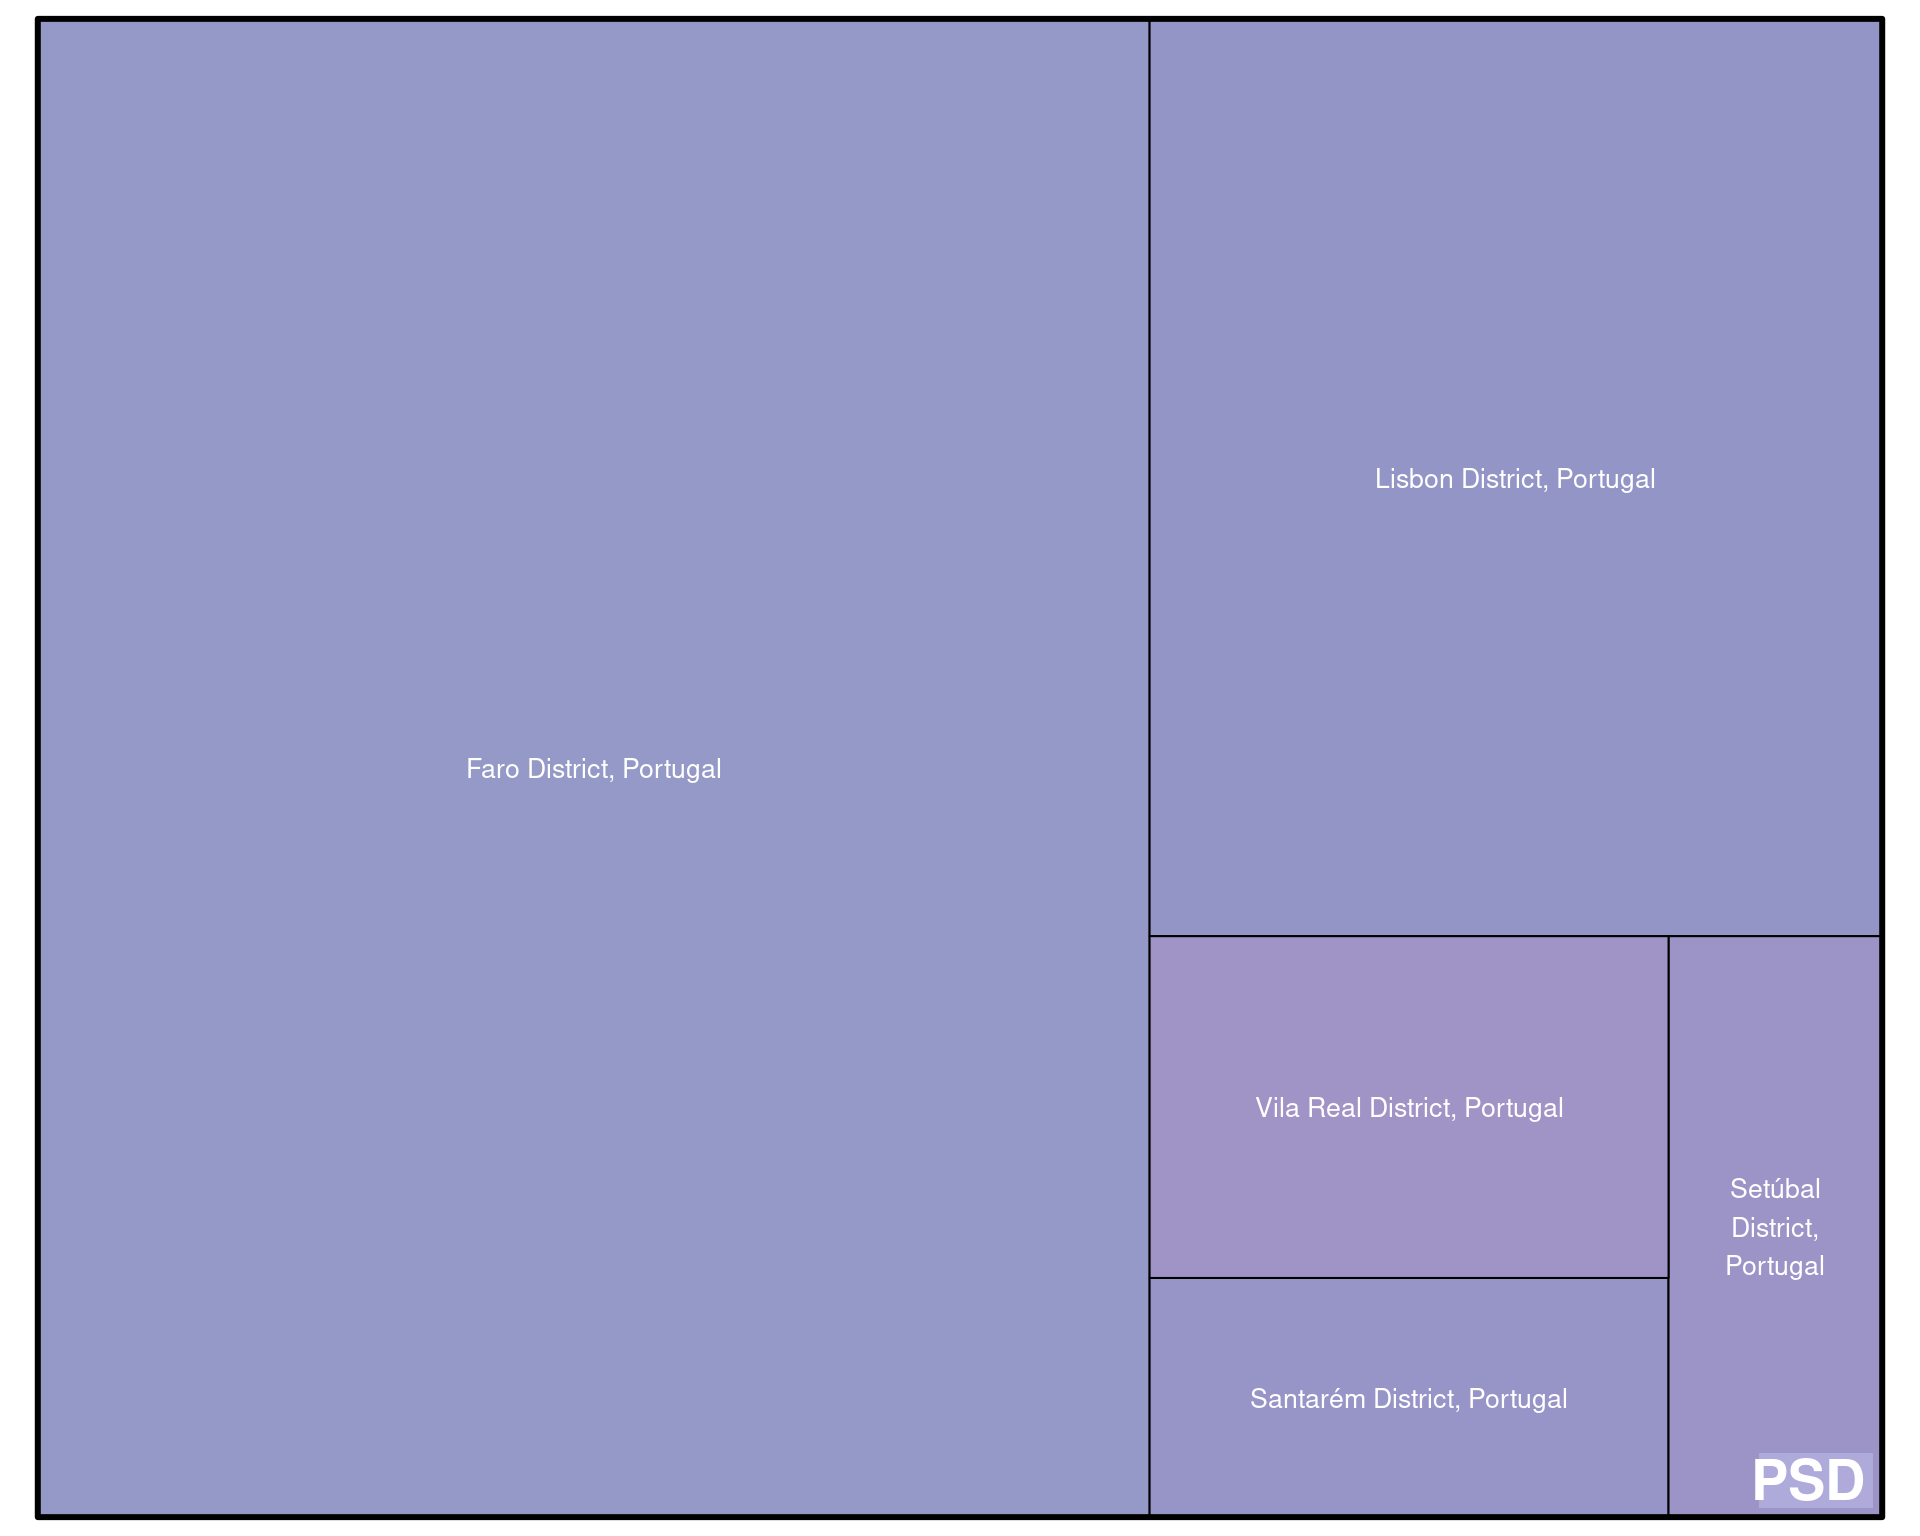 Faro District, Portugal
Lisbon District, Portugal
Vila Real District, Portugal
Setúbal
District,
Portugal
Santarém District, Portugal
PSD